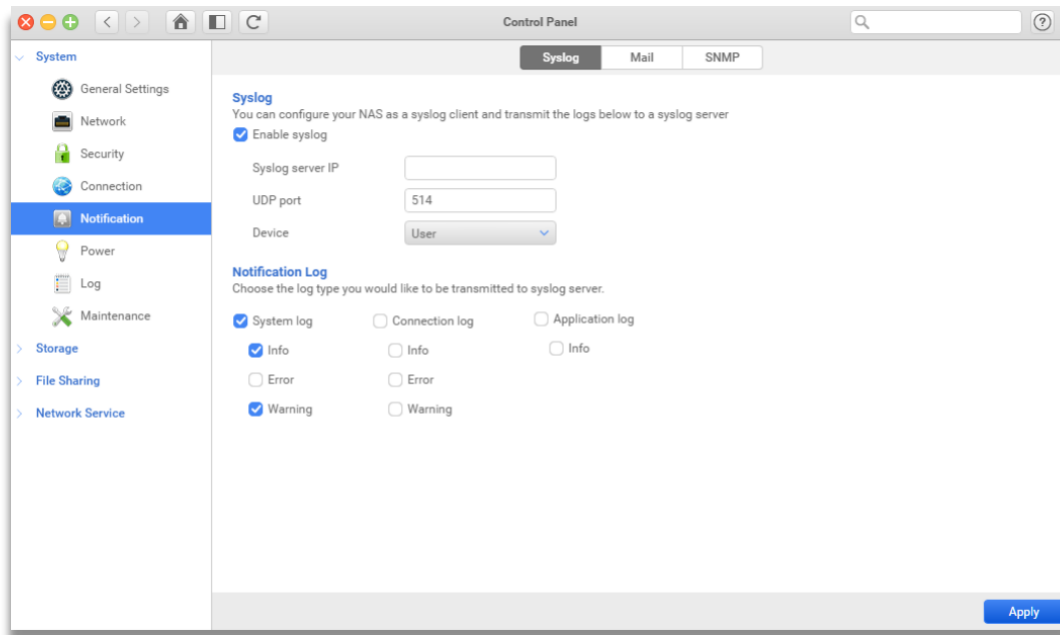 Control Panel
?
System
General Settings
Network
Security
Connection
Notification
Power
Log
Maintenance
Storage
File Sharing
Network Service
Syslog Mail SNMP
Syslog
You can configure your NAS as a syslog client and transmit the logs below to a syslog server
Enable syslog
Syslog server IP
UDP port 514
Device User
Notification Log
Choose the log type you would like to be transmitted to syslog server.
System log Connection log Application log
Info Info Info
Error Error
Warning Warning
Apply